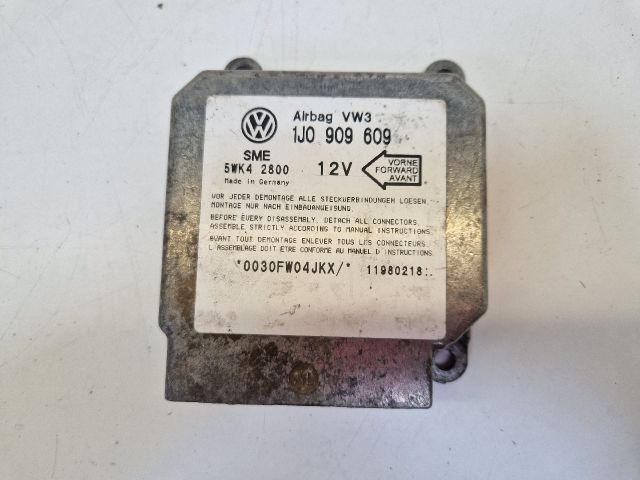 Airbag VW3
1J0 909 609
SME
5WK4 2800
12V
VORNE
FORWARD
AVANT
Made in Germany
VOR JEDER DEMONTAGE ALLE STECKVERBINDUNGEN LOESEN.
MONTAGE NUR NACH EINBAUANWEISUNG.
BEFORE EVERY DISASSEMBLY, DETACH ALL CONNECTORS.
ASSEMBLE STRICTLY ACCORDING TO MANUAL INSTRUCTIONS.
AVANT TOUT DEMONTAGE ENLEVER TOUS LES CONNECTEURS.
L ASSEMBLAGE DOIT ETRE CONFORME AU MANUEL D INSTRUCTIONS
*0030FW04JKX/* 11980218:.